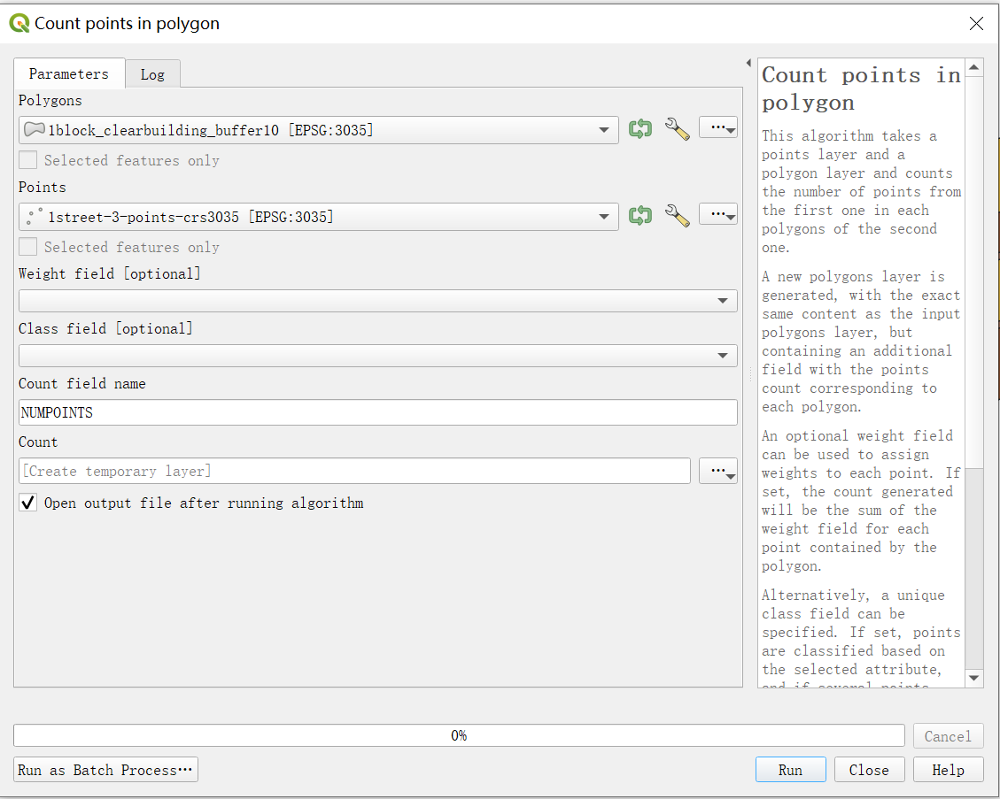 Count points in polygon
Parameters
Log
Polygons
1block_clearbuilding_buffer10 [EPSG:3035]
Selected features only
Points
1street-3-points-crs3035 [EPSG:3035]
Selected features only
Weight field [optional]
Class field [optional]
Count field name
NUMPOINTS
Count
[Create temporary layer]
Open output file after running algorithm
Count points in
polygon
This algorithm takes a
points layer and a
polygon layer and counts
the number of points from
the first one in each
polygons of the second
one.
A new polygons layer is
generated, with the exact
same content as the input
polygons layer, but
containing an additional
field with the points
count corresponding to
each polygon.
An optional weight field
can be used to assign
weights to each point. If
set, the count generated
will be the sum of the
weight field for each
point contained by the
polygon.
Alternatively, a unique
class field can be
specified. If set, points
are classified based on
the selected attribute,
and if several points
0%
Cancel
Run as Batch Process…
Run
Close
Help